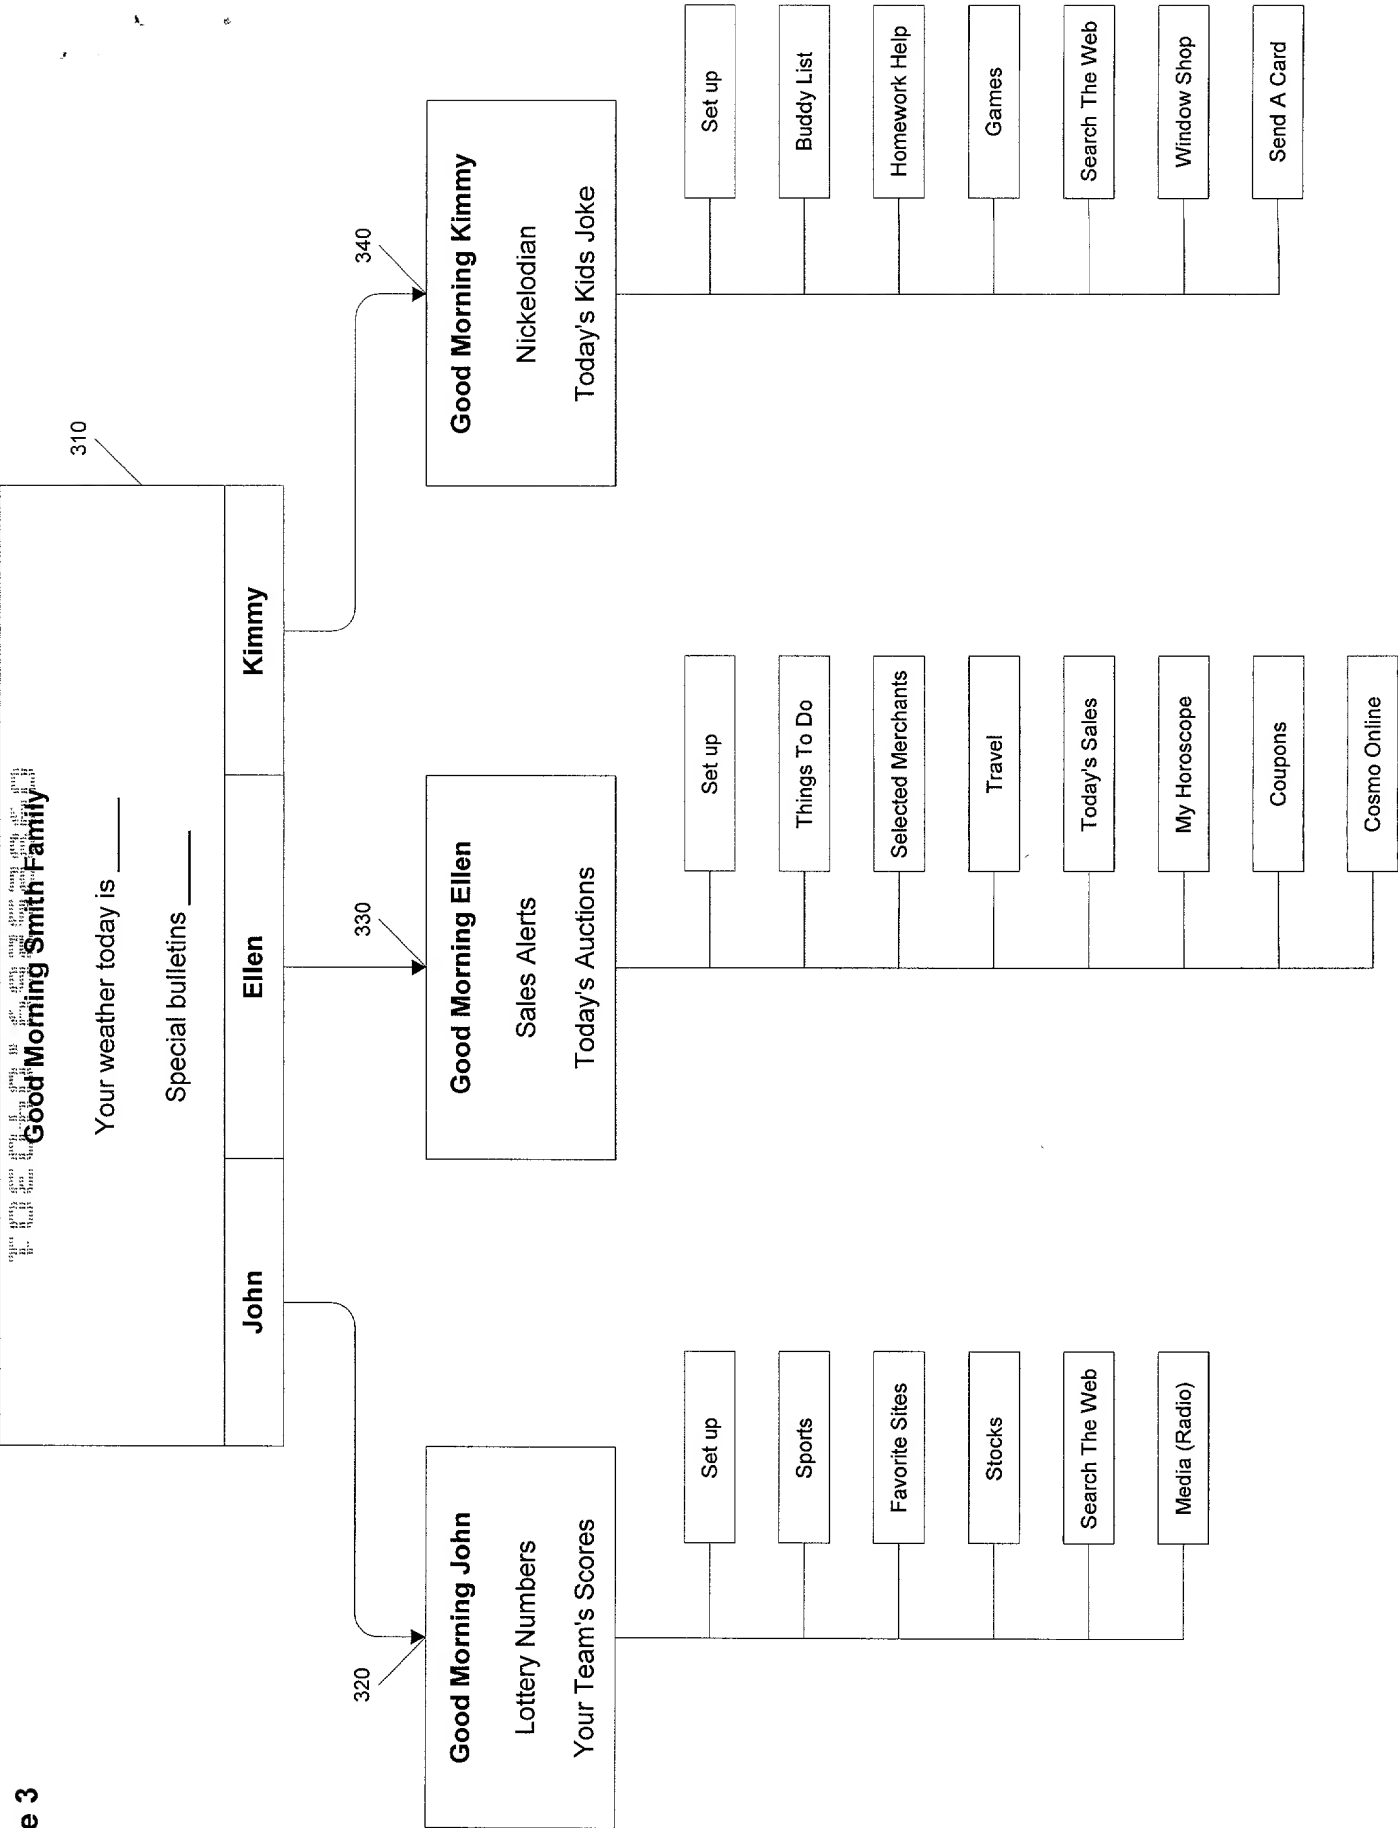 e 3
Good Morning Smith Family
Your weather today is ____
Special bulletins ____
310
John
Ellen
Kimmy
320
Good Morning John
Lottery Numbers
Your Team's Scores
Set up
Sports
Favorite Sites
Stocks
Search The Web
Media (Radio)
330
Good Morning Ellen
Sales Alerts
Today's Auctions
Set up
Things To Do
Selected Merchants
Travel
Today's Sales
My Horoscope
Coupons
Cosmo Online
340
Good Morning Kimmy
Nickelodian
Today's Kids Joke
Set up
Buddy List
Homework Help
Games
Search The Web
Window Shop
Send A Card